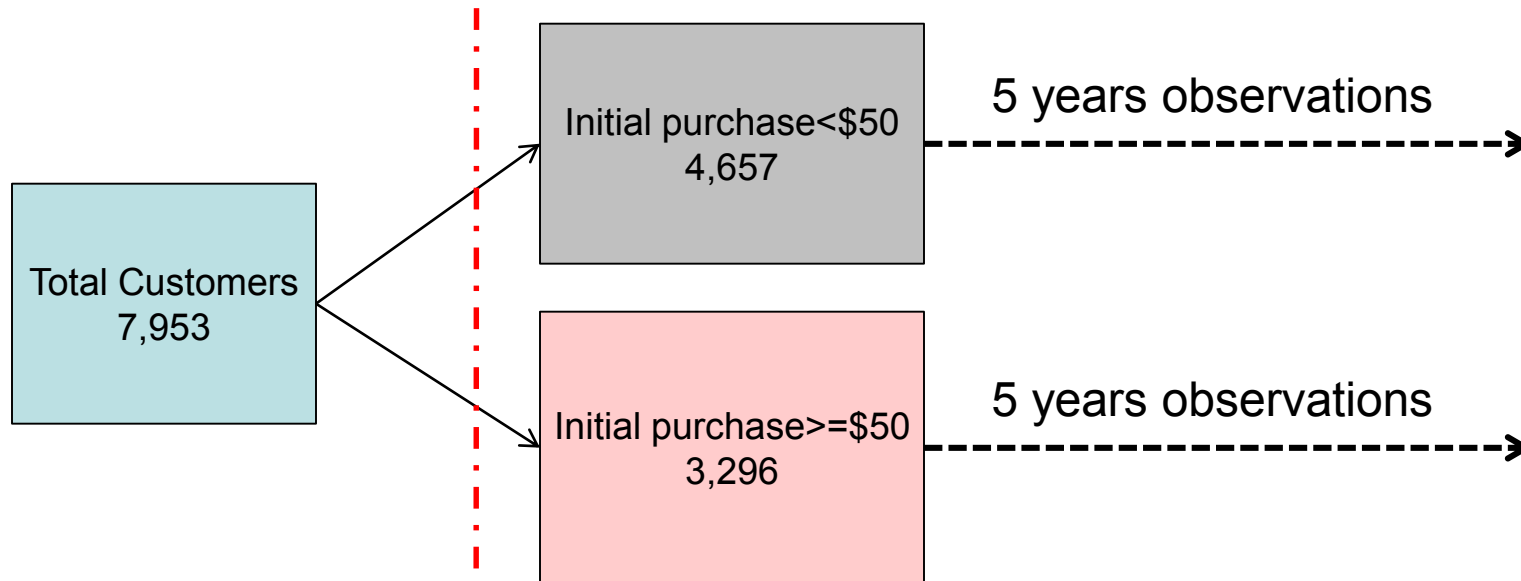 Total Customers
7,953
Initial purchase<$50
4,657
5 years observations
Initial purchase>=$50
3,296
5 years observations